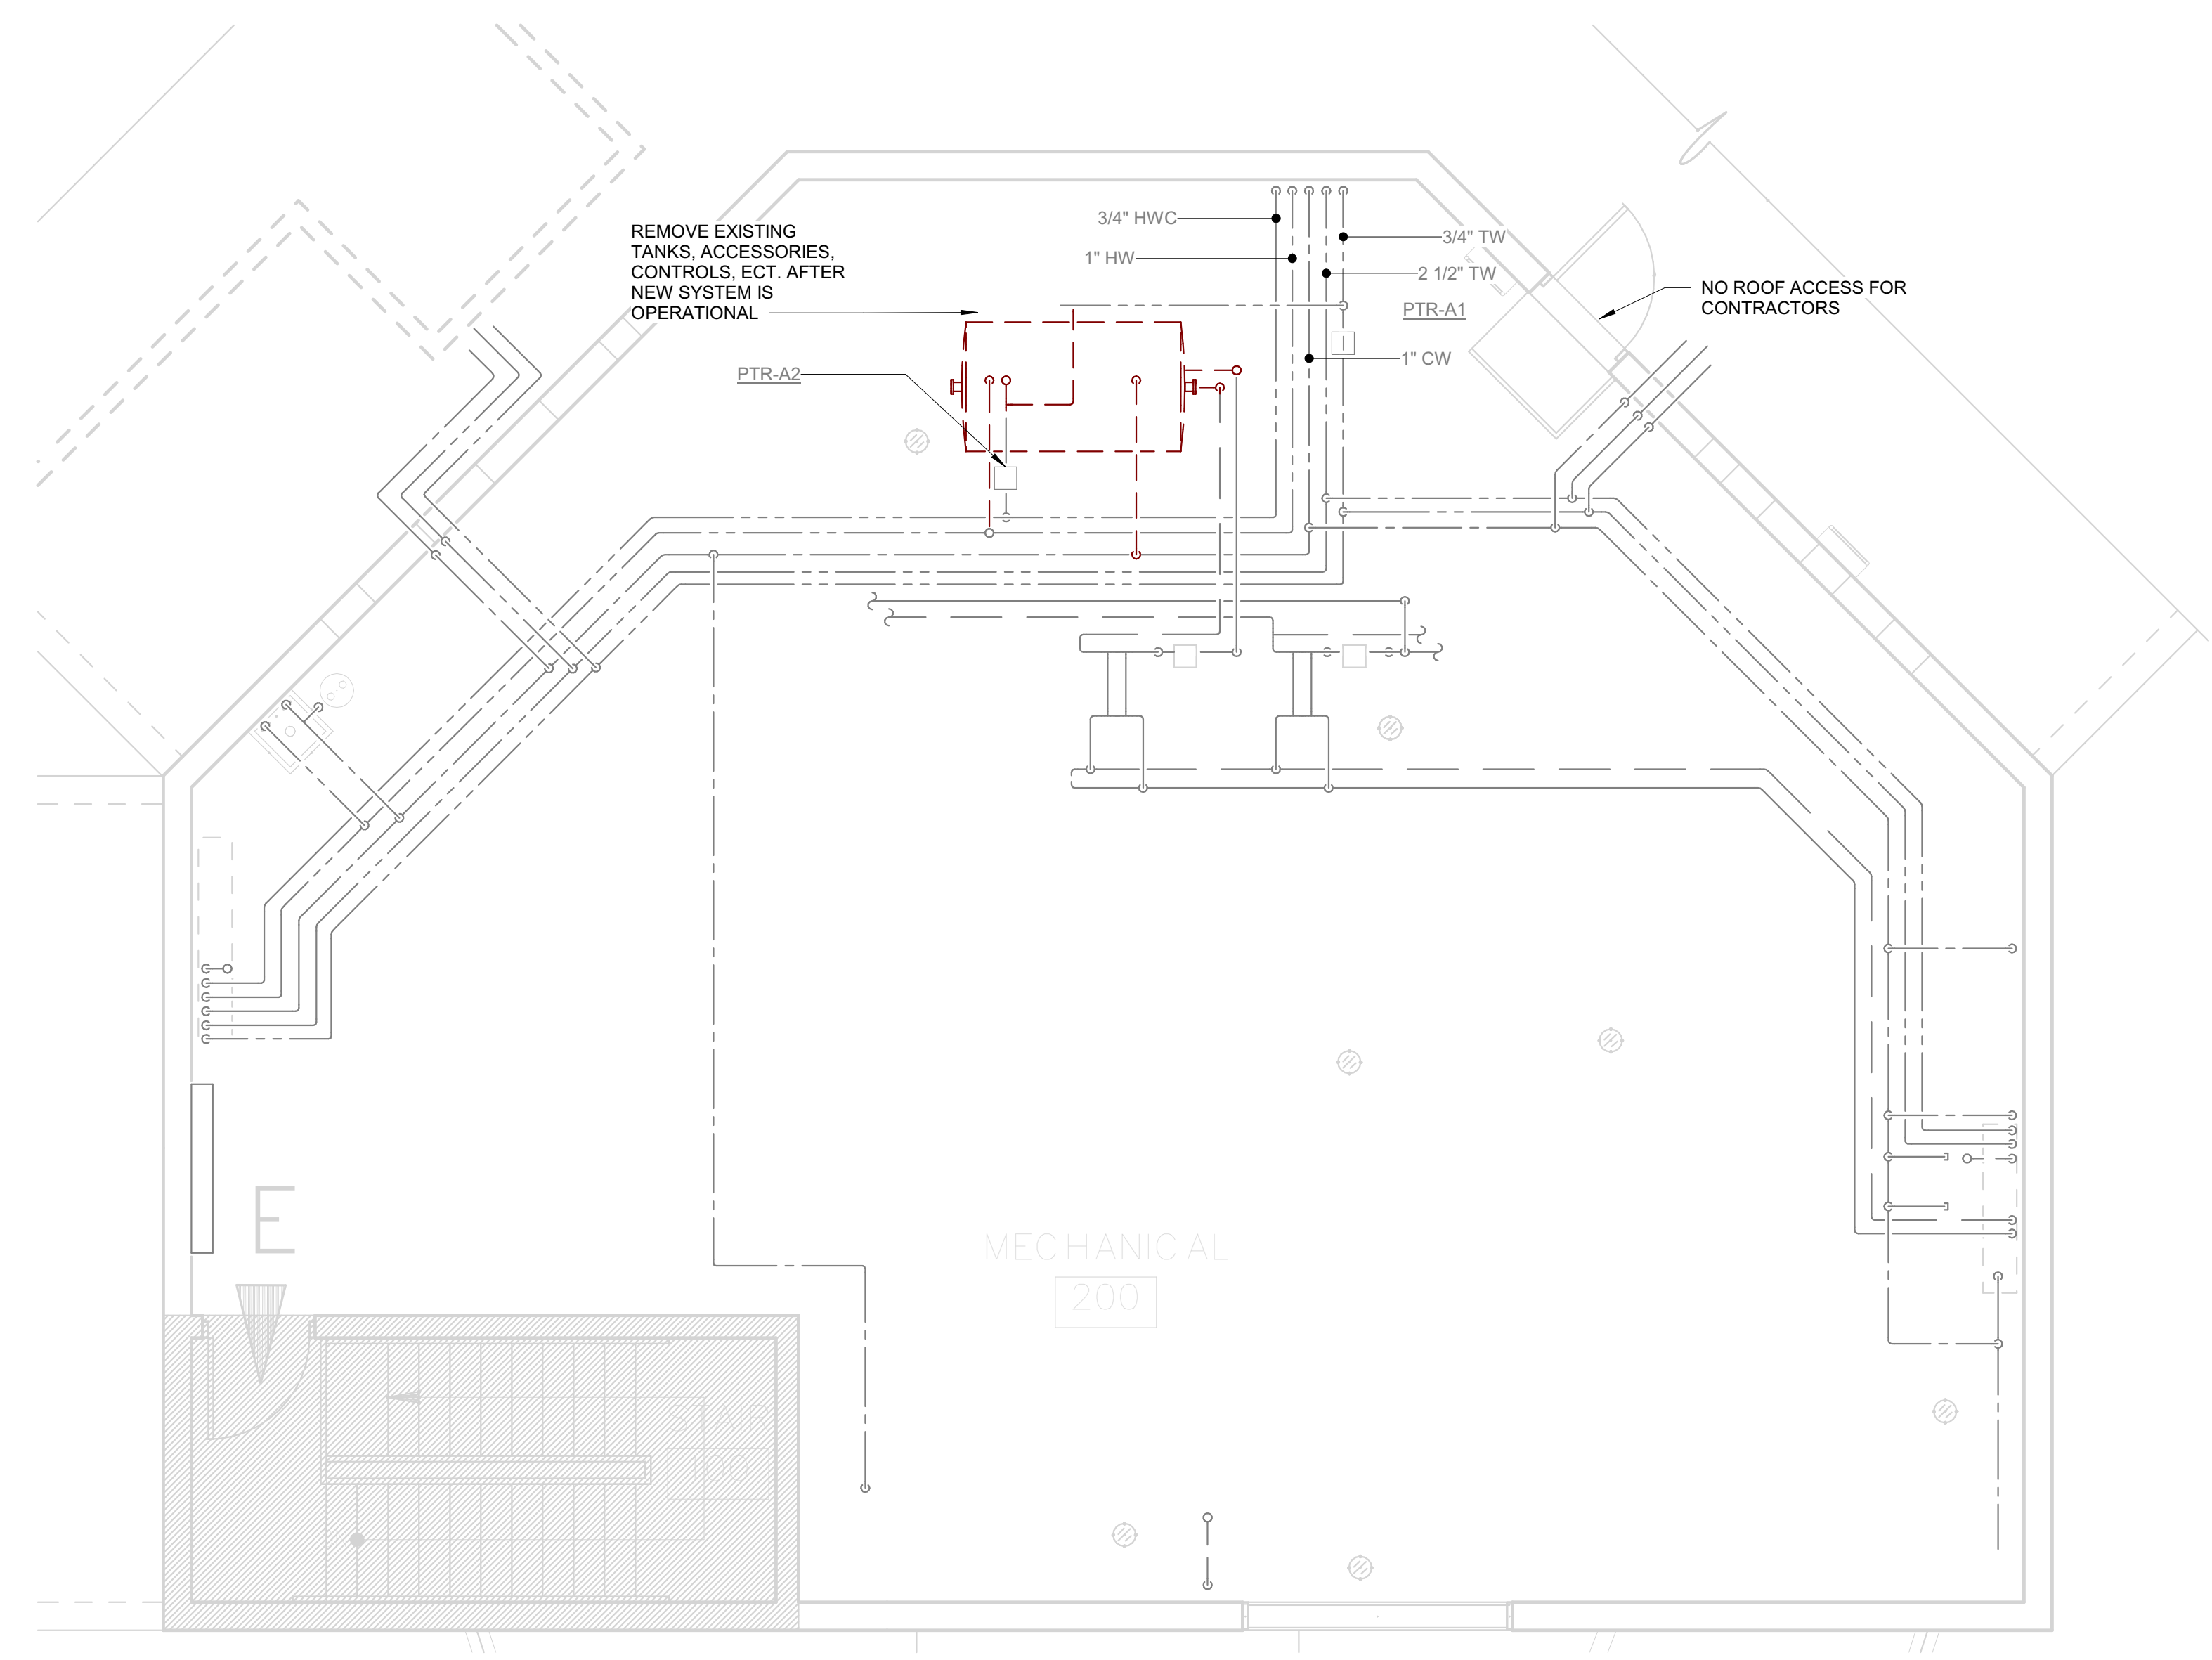 REMOVE EXISTING
TANKS, ACCESSORIES,
CONTROLS, ECT. AFTER
NEW SYSTEM IS
OPERATIONAL
3/4" HWC
1" HW
3/4" TW
2 1/2" TW
PTR-A1
1" CW
PTR-A2
NO ROOF ACCESS FOR
CONTRACTORS
E
MECHANICAL
200
STAIR